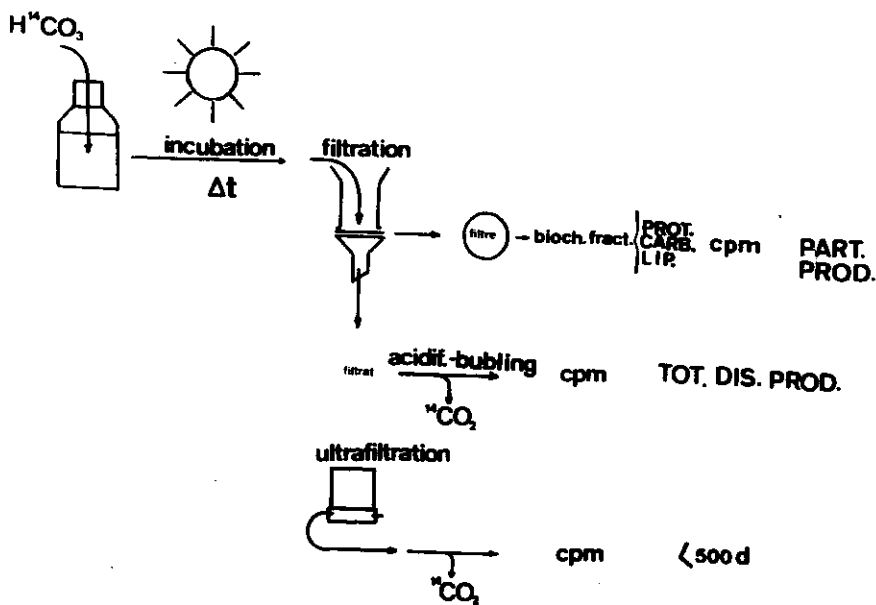 H¹⁴CO₃
incubation
Δt
filtration
filtre
bioch. fract.
PROT.
CARB.
LIP.
cpm
PART.
PROD.
filtrat
acidif.-bubling
cpm
TOT. DIS. PROD.
¹⁴CO₂
ultrafiltration
cpm
<500 d
¹⁴CO₂